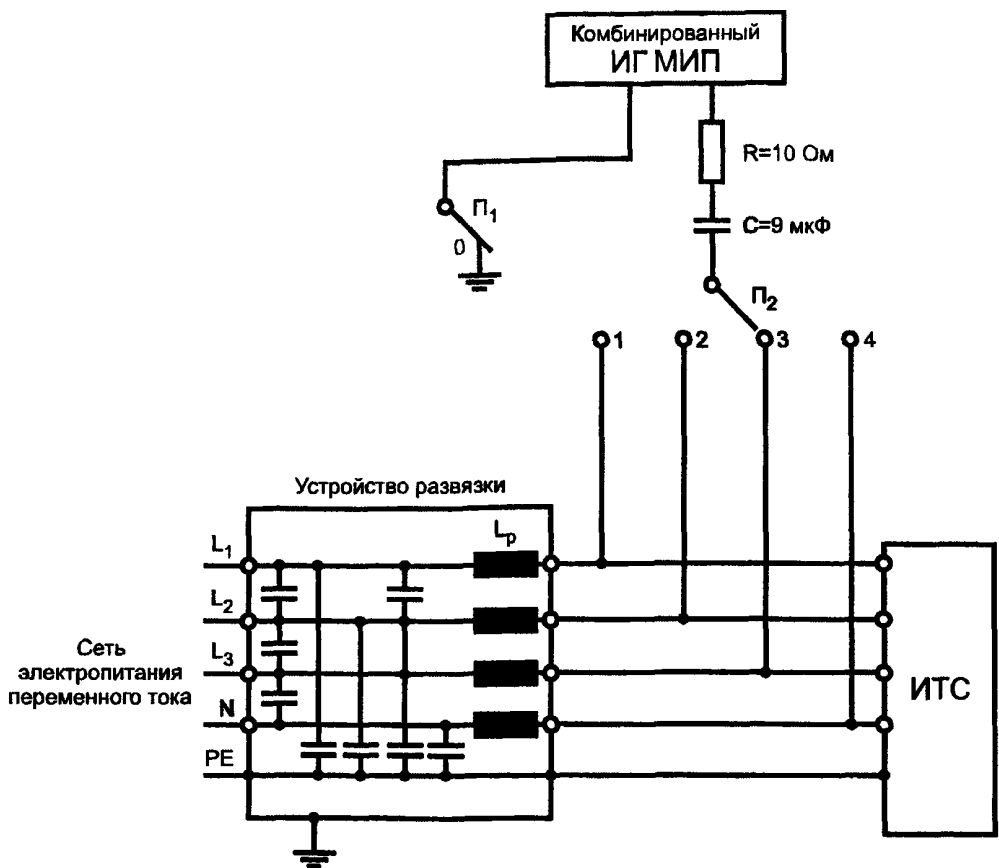 Комбинированный
ИГ МИП
R=10 Ом
C=9 мкФ
П1
0
П2
1
2
3
4
Устройство развязки
Lр
L1
L2
L3
N
PE
Сеть
электропитания
переменного тока
ИТС